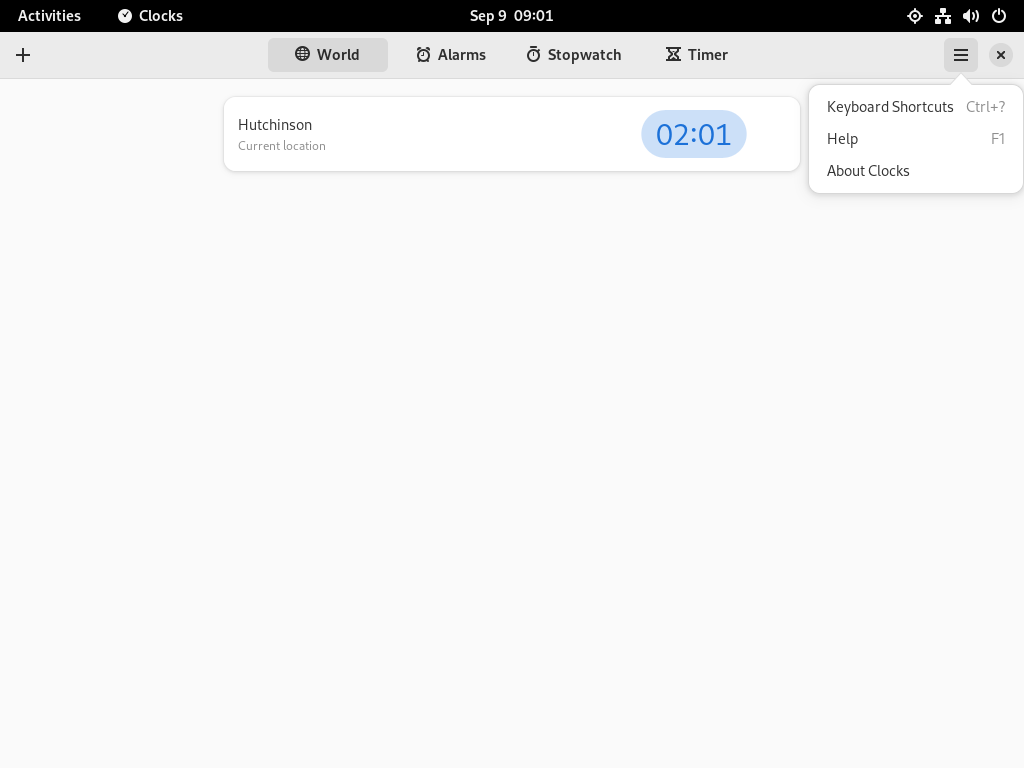 Activities Clocks Sep 9 09:01
World Alarms Stopwatch Timer
Hutchinson
Current location
02:01
Keyboard Shortcuts Ctrl+?
Help F1
About Clocks